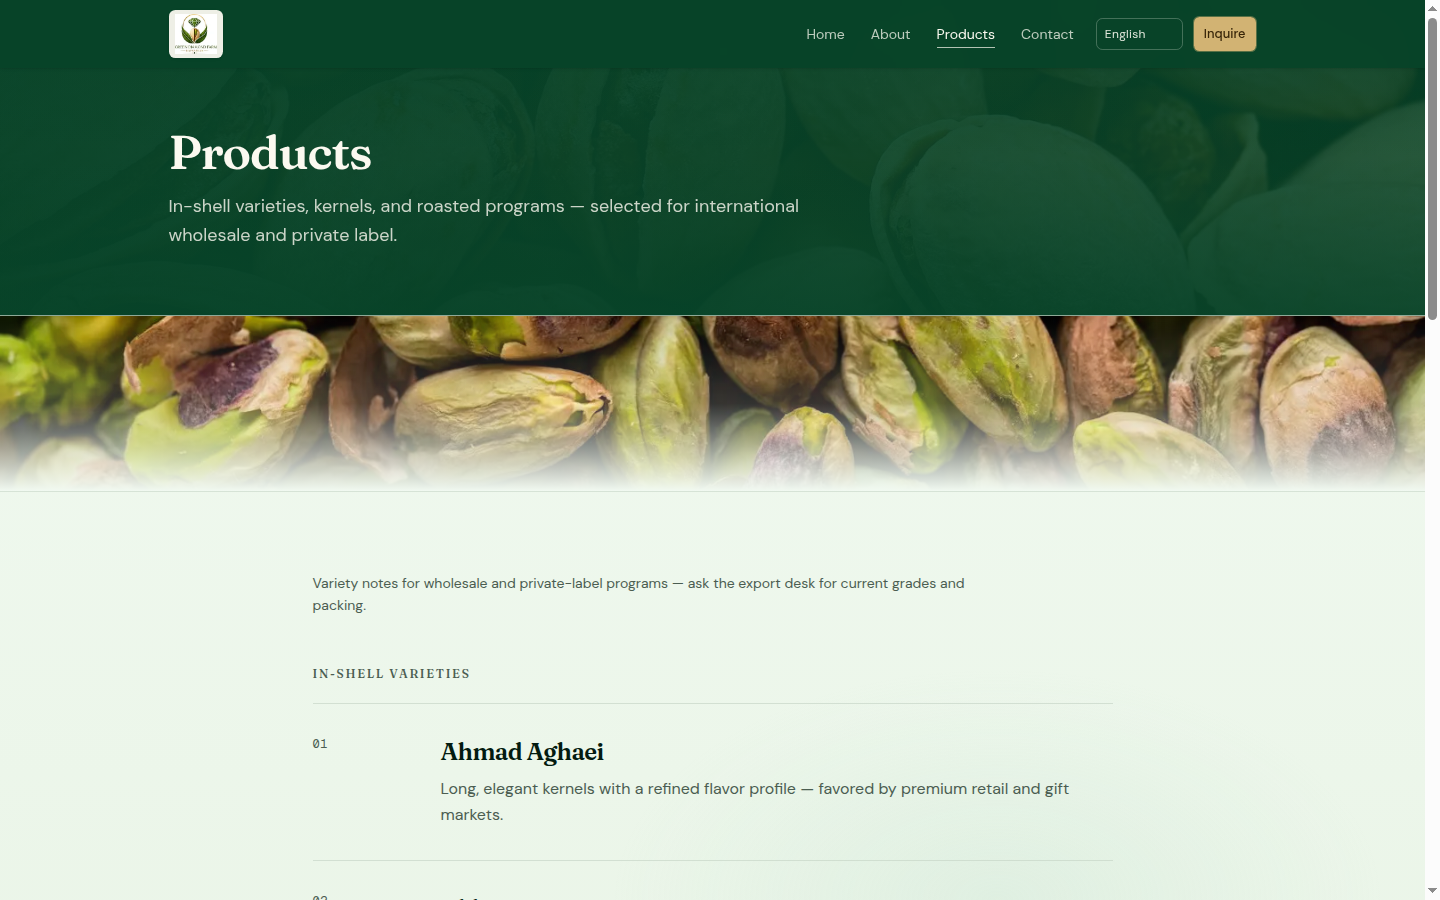 Home About Products Contact English Inquire
Products
In-shell varieties, kernels, and roasted programs — selected for international
wholesale and private label.
Variety notes for wholesale and private-label programs — ask the export desk for current grades and
packing.
IN-SHELL VARIETIES
01
Ahmad Aghaei
Long, elegant kernels with a refined flavor profile — favored by premium retail and gift
markets.